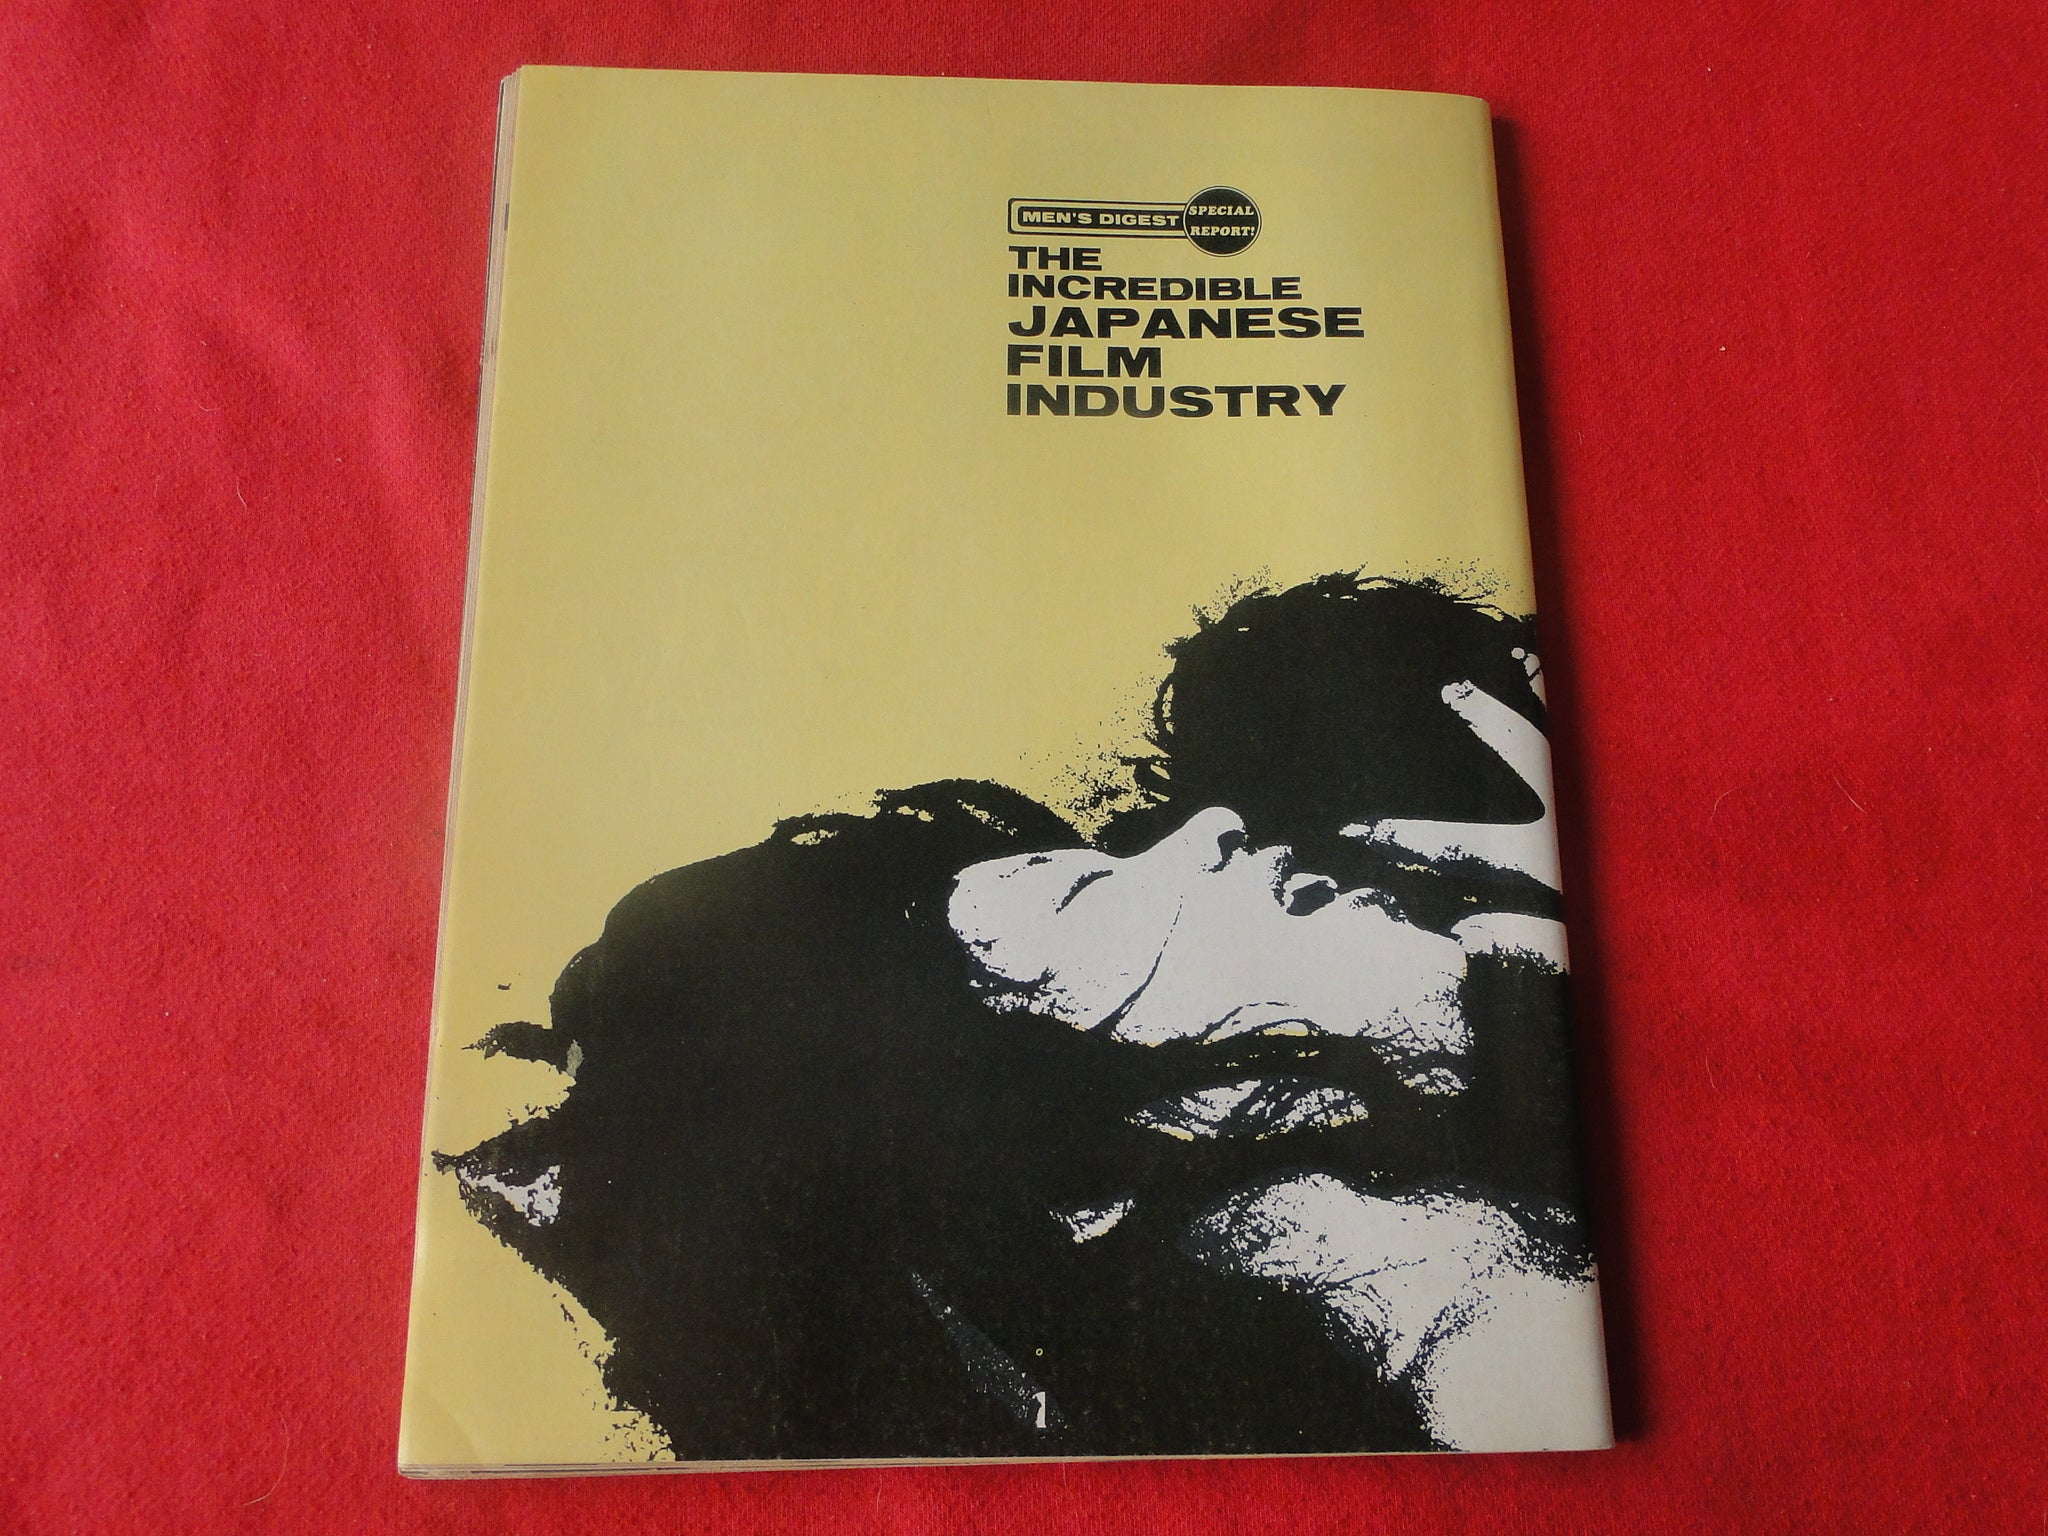 MEN'S DIGEST
SPECIAL
REPORT!
THE
INCREDIBLE
JAPANESE
FILM
INDUSTRY